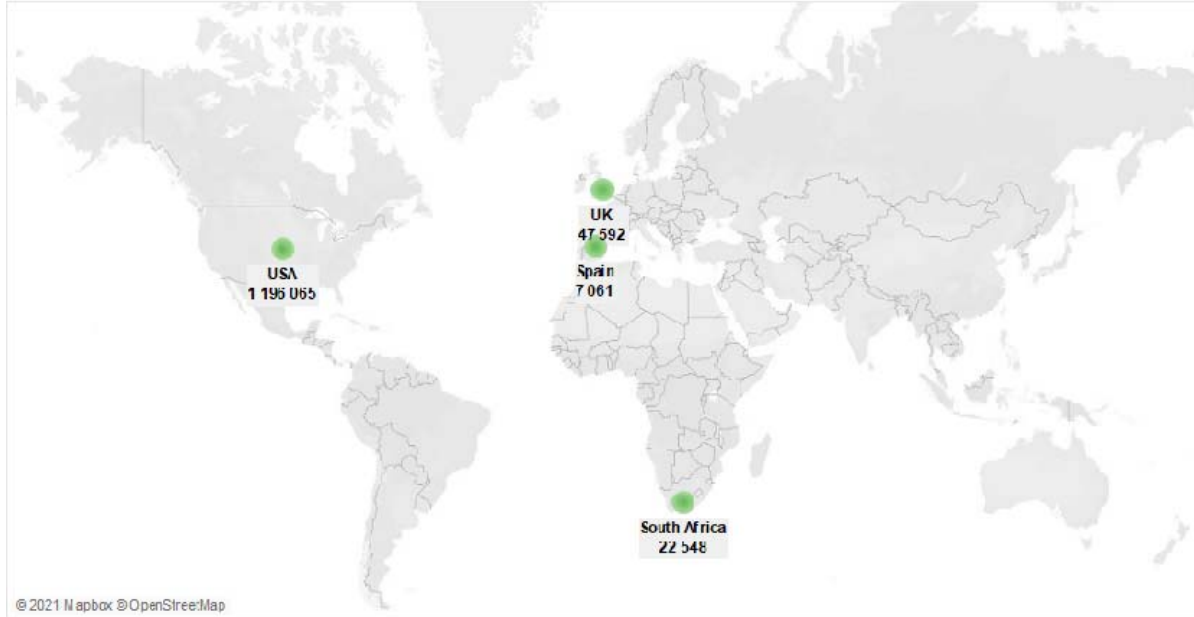 UK
47 592
USA
1 196 065
Spain
7 061
South Africa
22 548
© 2021 Mapbox © OpenStreetMap